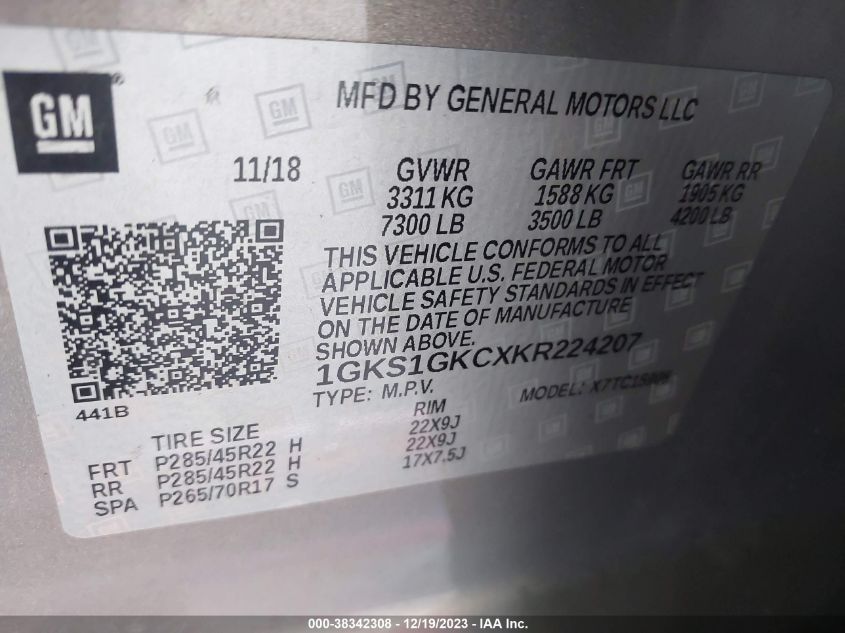 GM
MFD BY GENERAL MOTORS LLC
11/18 GVWR GAWR FRT GAWR RR
3311 KG 1588 KG 1905 KG
7300 LB 3500 LB 4200 LB
THIS VEHICLE CONFORMS TO ALL
APPLICABLE U.S. FEDERAL MOTOR
VEHICLE SAFETY STANDARDS IN EFFECT
ON THE DATE OF MANUFACTURE
SHOWN ABOVE.
1GKS1GKCXKR224207
TYPE: M.P.V. MODEL:
441B
TIRE SIZE RIM
FRT P285/45R22 H 22X9J
RR P285/45R22 H 22X9J
SPA P265/70R17 S 17X7.5J
000-38342308 - 12/19/2023 - IAA, Inc.